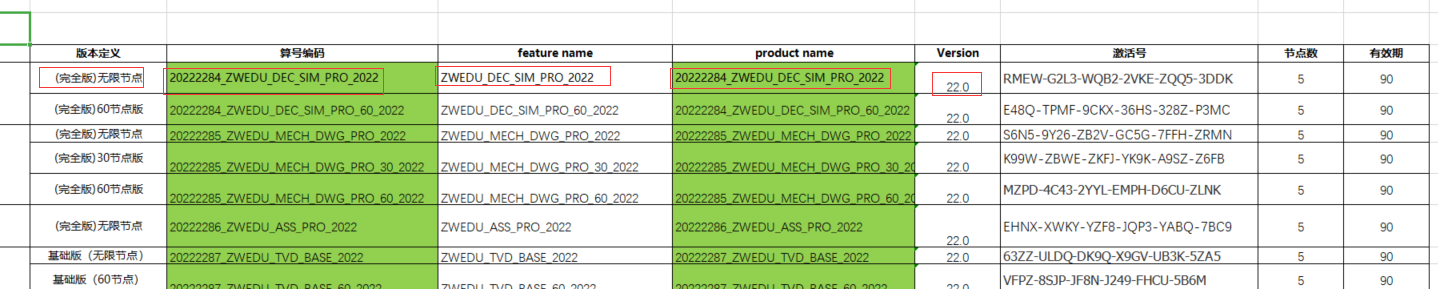 版本定义 算号编码 feature name product name Version 激活号 节点数 有效期
(完全版)无限节点 20222284_ZWEDU_DEC_SIM_PRO_2022 ZWEDU_DEC_SIM_PRO_2022 20222284_ZWEDU_DEC_SIM_PRO_2022 22.0 RMEW-G2L3-WQB2-2VKE-ZQQ5-3DDK 5 90
(完全版)60节点版 20222284_ZWEDU_DEC_SIM_PRO_60_2022 ZWEDU_DEC_SIM_PRO_60_2022 20222284_ZWEDU_DEC_SIM_PRO_60_2022 22.0 E48Q-TPMF-9CKX-36HS-328Z-P3MC 5 90
(完全版)无限节点 20222285_ZWEDU_MECH_DWG_PRO_2022 ZWEDU_MECH_DWG_PRO_2022 20222285_ZWEDU_MECH_DWG_PRO_2022 22.0 S6N5-9Y26-ZB2V-GC5G-7FFH-ZRMN 5 90
(完全版)30节点版 20222285_ZWEDU_MECH_DWG_PRO_30_2022 ZWEDU_MECH_DWG_PRO_30_2022 20222285_ZWEDU_MECH_DWG_PRO_30_20 22.0 K99W-ZBWE-ZKFJ-YK9K-A9SZ-Z6FB 5 90
(完全版)60节点版 20222285_ZWEDU_MECH_DWG_PRO_60_2022 ZWEDU_MECH_DWG_PRO_60_2022 20222285_ZWEDU_MECH_DWG_PRO_60_20 22.0 MZPD-4C43-2YYL-EMPH-D6CU-ZLNK 5 90
(完全版)无限节点 20222286_ZWEDU_ASS_PRO_2022 ZWEDU_ASS_PRO_2022 20222286_ZWEDU_ASS_PRO_2022 22.0 EHNX-XWKY-YZF8-JQP3-YABQ-7BC9 5 90
基础版（无限节点） 20222287_ZWEDU_TVD_BASE_2022 ZWEDU_TVD_BASE_2022 20222287_ZWEDU_TVD_BASE_2022 22.0 63ZZ-ULDQ-DK9Q-X9GV-UB3K-5ZA5 5 90
基础版（60节点） 20222287_ZWEDU_TVD_BASE_60_2022 ZWEDU_TVD_BASE_60_2022 20222287_ZWEDU_TVD_BASE_60_2022 22.0 VFPZ-8SJP-JF8N-J249-FHCU-5B6M 5 90